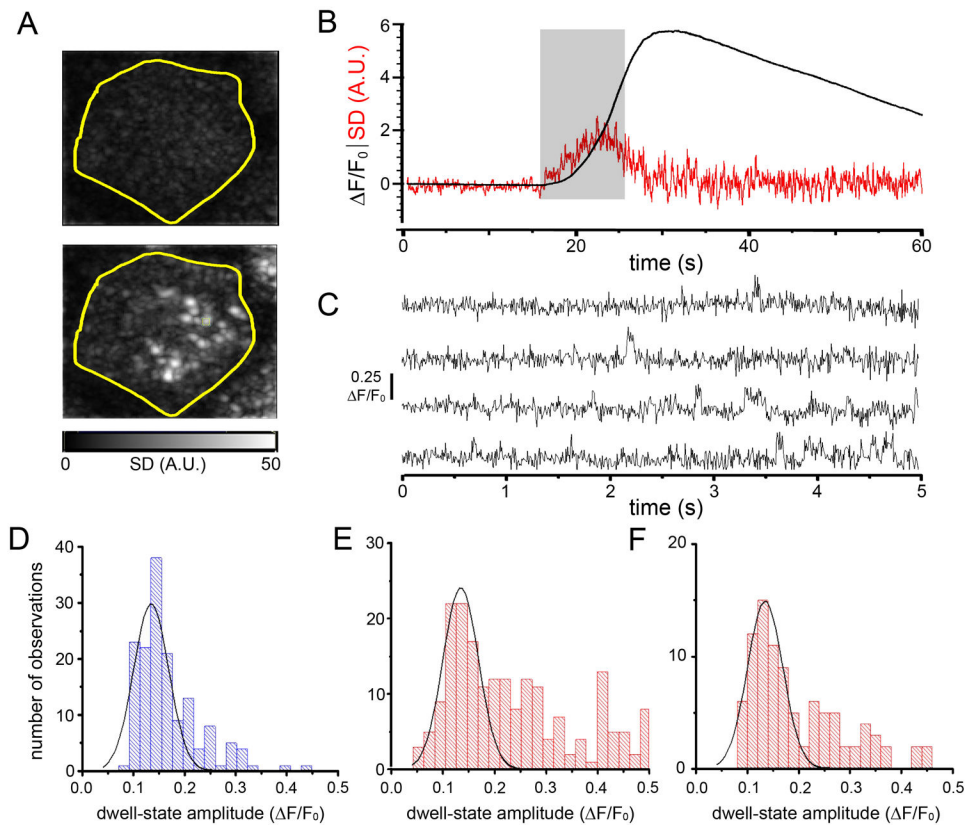 A
0 SD (A.U.) 50
B
ΔF/F₀|SD (A.U.)
6
4
2
0
0 20 40 60
time (s)
C
0.25
ΔF/F₀
0 1 2 3 4 5
time (s)
D
number of observations
40
30
20
10
0
0.0 0.1 0.2 0.3 0.4 0.5
dwell-state amplitude (ΔF/F₀)
E
30
20
10
0
0.0 0.1 0.2 0.3 0.4 0.5
dwell-state amplitude (ΔF/F₀)
F
20
10
0
0.0 0.1 0.2 0.3 0.4 0.5
dwell-state amplitude (ΔF/F₀)